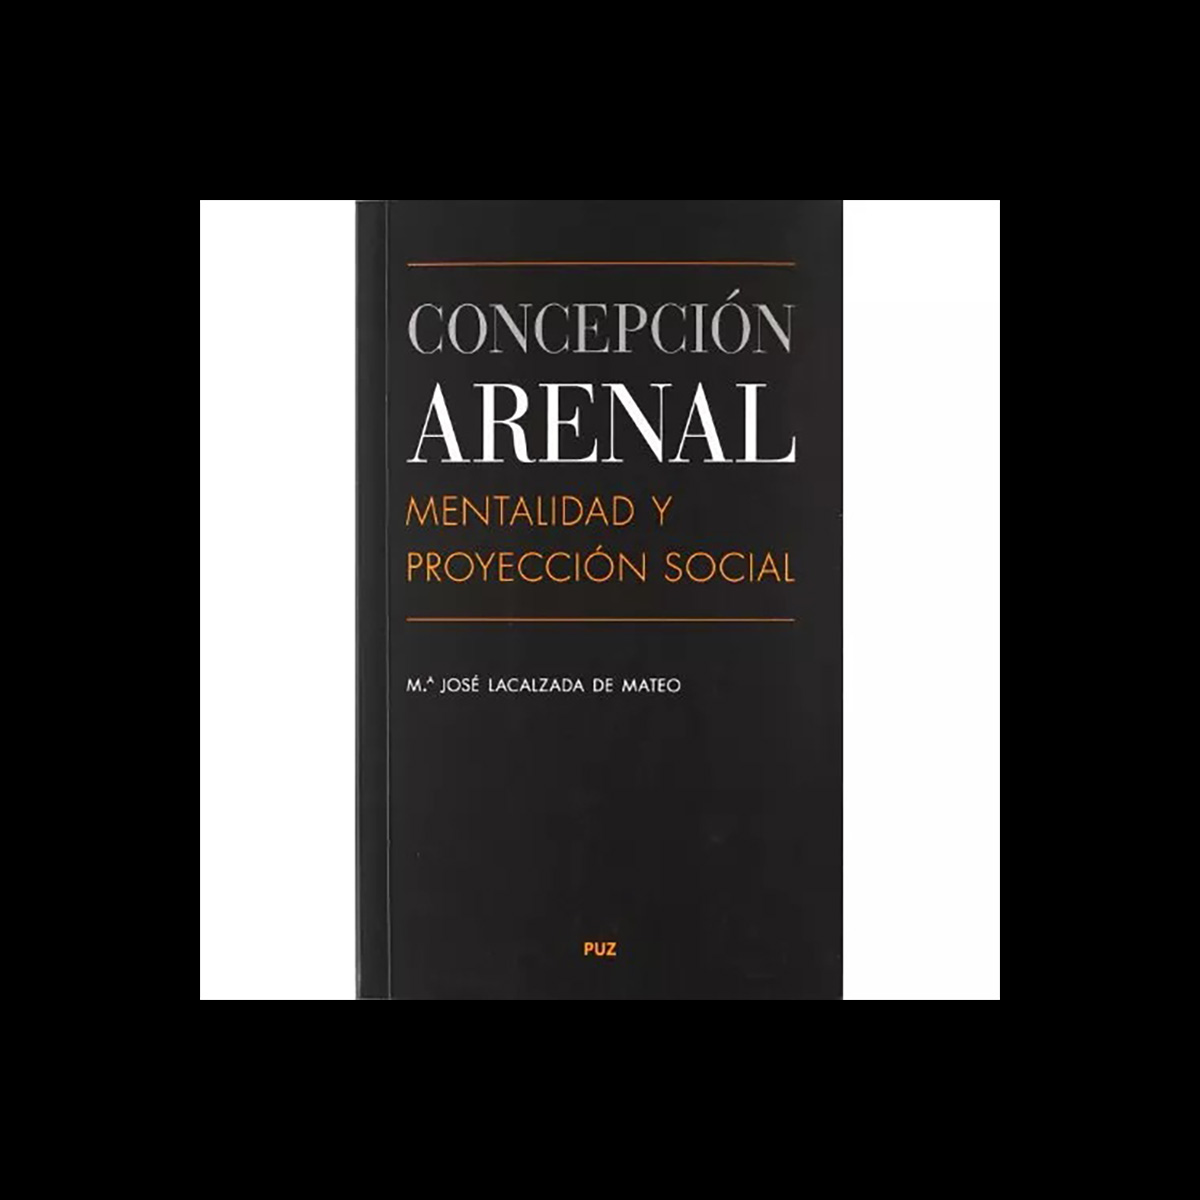 CONCEPCIÓN
ARENAL
MENTALIDAD Y
PROYECCIÓN SOCIAL
M.ᴬ JOSÉ LACALZADA DE MATEO
PUZ